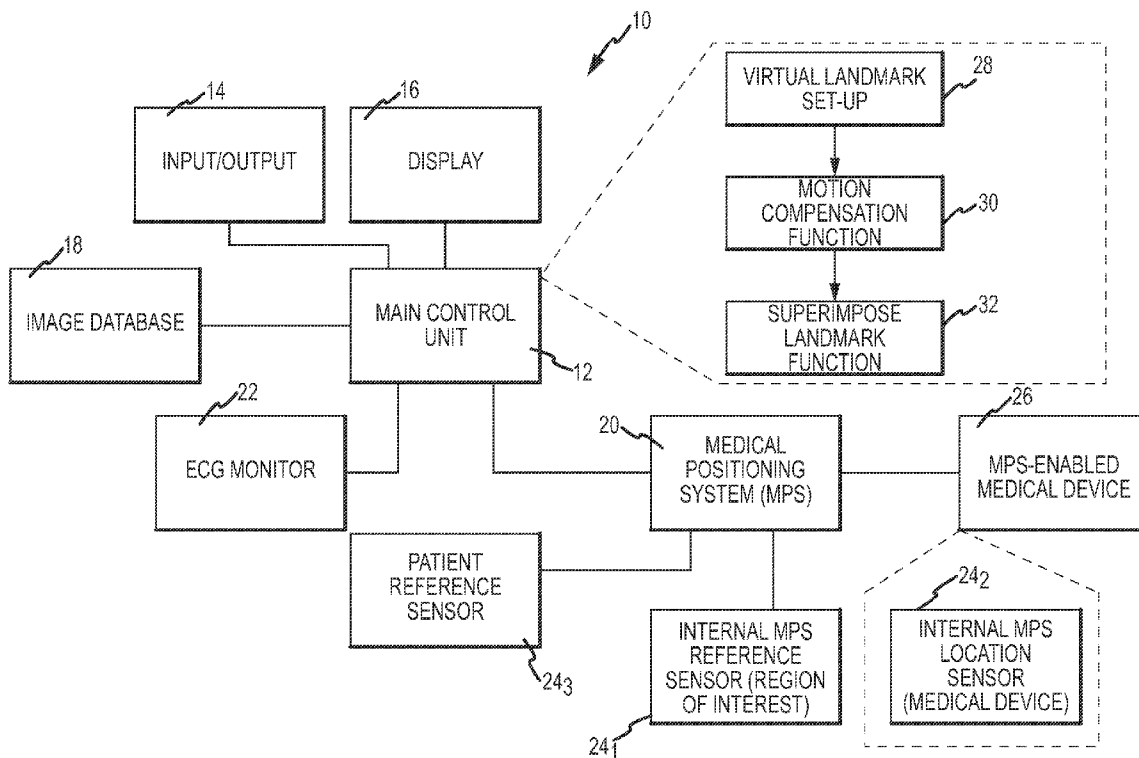 10
14
INPUT/OUTPUT
16
DISPLAY
VIRTUAL LANDMARK
SET-UP
28
MOTION
COMPENSATION
FUNCTION
30
SUPERIMPOSE
LANDMARK
FUNCTION
32
18
IMAGE DATABASE
MAIN CONTROL
UNIT
12
22
ECG MONITOR
20
MEDICAL
POSITIONING
SYSTEM (MPS)
26
MPS-ENABLED
MEDICAL DEVICE
PATIENT
REFERENCE
SENSOR
243
INTERNAL MPS
REFERENCE
SENSOR (REGION
OF INTEREST)
241
242
INTERNAL MPS
LOCATION
SENSOR
(MEDICAL DEVICE)